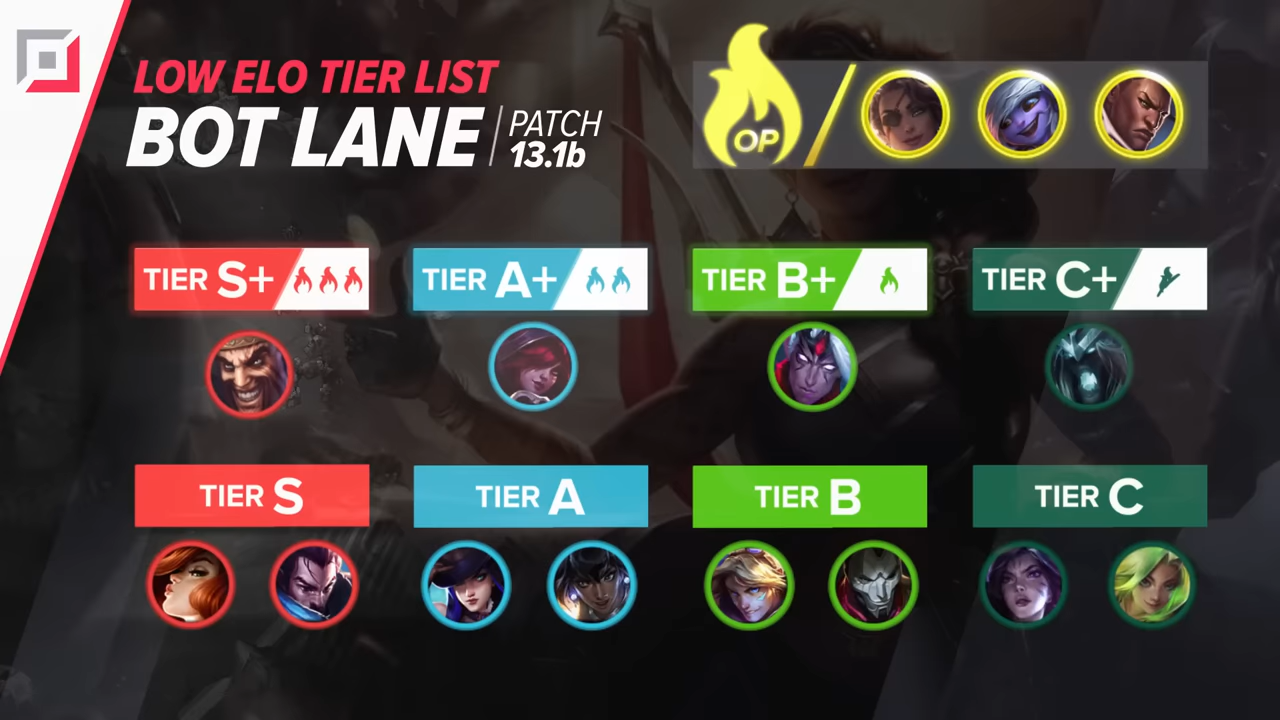 LOW ELO TIER LIST
BOT LANE
PATCH
13.1b
OP
TIER S+
TIER A+
TIER B+
TIER C+
TIER S
TIER A
TIER B
TIER C